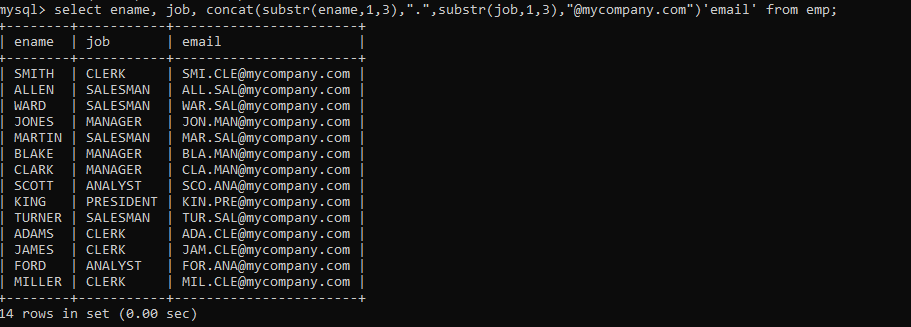 mysql> select ename, job, concat(substr(ename,1,3),".",substr(job,1,3),"@mycompany.com")'email' from emp;
+--------+-----------+-----------------------+
| ename  | job       | email                 |
+--------+-----------+-----------------------+
| SMITH  | CLERK     | SMI.CLE@mycompany.com |
| ALLEN  | SALESMAN  | ALL.SAL@mycompany.com |
| WARD   | SALESMAN  | WAR.SAL@mycompany.com |
| JONES  | MANAGER   | JON.MAN@mycompany.com |
| MARTIN | SALESMAN  | MAR.SAL@mycompany.com |
| BLAKE  | MANAGER   | BLA.MAN@mycompany.com |
| CLARK  | MANAGER   | CLA.MAN@mycompany.com |
| SCOTT  | ANALYST   | SCO.ANA@mycompany.com |
| KING   | PRESIDENT | KIN.PRE@mycompany.com |
| TURNER | SALESMAN  | TUR.SAL@mycompany.com |
| ADAMS  | CLERK     | ADA.CLE@mycompany.com |
| JAMES  | CLERK     | JAM.CLE@mycompany.com |
| FORD   | ANALYST   | FOR.ANA@mycompany.com |
| MILLER | CLERK     | MIL.CLE@mycompany.com |
+--------+-----------+-----------------------+
14 rows in set (0.00 sec)